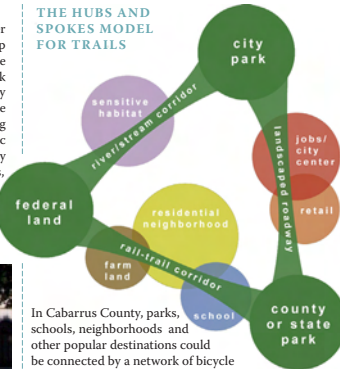 THE HUBS AND
SPOKES MODEL
FOR TRAILS
city
park
sensitive
habitat
river/stream corridor
landscaped roadway
jobs/
city
center
retail
federal
land
residential
neighborhood
rail-trail corridor
farm
land
school
county
or state
park
In Cabarrus County, parks,
schools, neighborhoods and
other popular destinations could
be connected by a network of bicycle